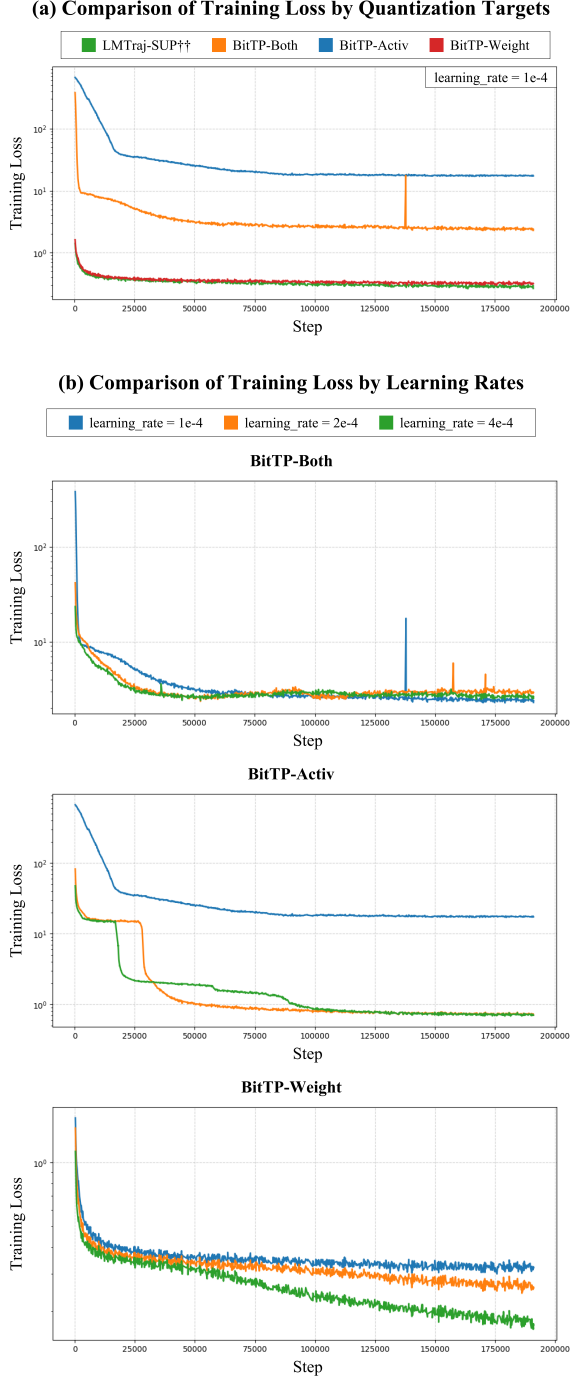 (a) Comparison of Training Loss by Quantization Targets
LMTraj-SUP†† BitTP-Both BitTP-Activ BitTP-Weight
learning_rate = 1e-4
Training Loss
10²
10¹
10⁰
0 25000 50000 75000 100000 125000 150000 175000 200000
Step
(b) Comparison of Training Loss by Learning Rates
learning_rate = 1e-4 learning_rate = 2e-4 learning_rate = 4e-4
BitTP-Both
Training Loss
10²
10¹
0 25000 50000 75000 100000 125000 150000 175000 200000
Step
BitTP-Activ
Training Loss
10²
10¹
10⁰
0 25000 50000 75000 100000 125000 150000 175000 200000
Step
BitTP-Weight
Training Loss
10⁰
0 25000 50000 75000 100000 125000 150000 175000 200000
Step